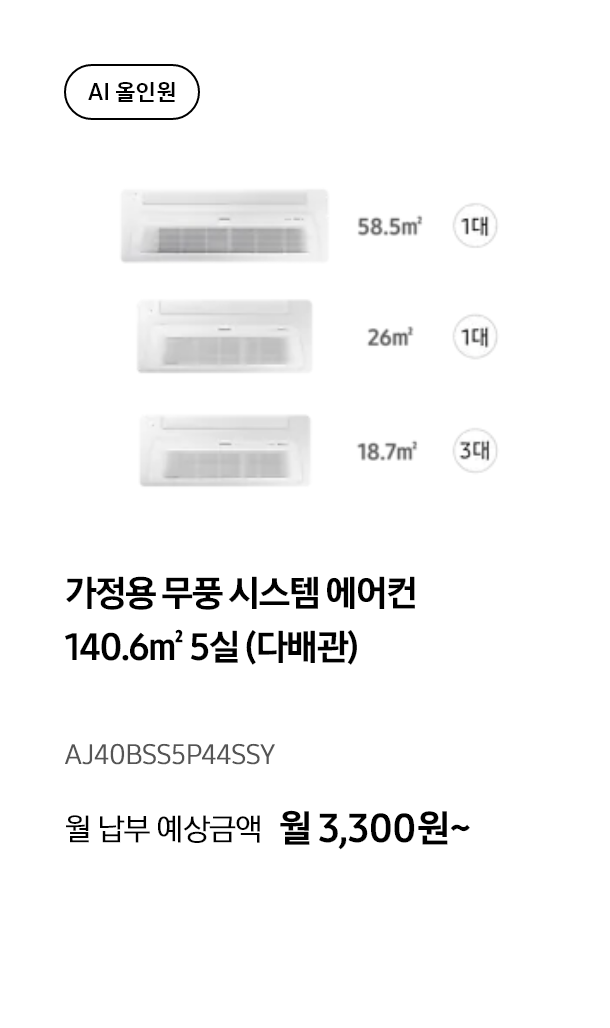 AI 올인원
58.5㎡ 1대
26㎡ 1대
18.7㎡ 3대
가정용 무풍 시스템 에어컨
140.6㎡ 5실 (다배관)
AJ40BSS5P44SSY
월 납부 예상금액 월 3,300원~